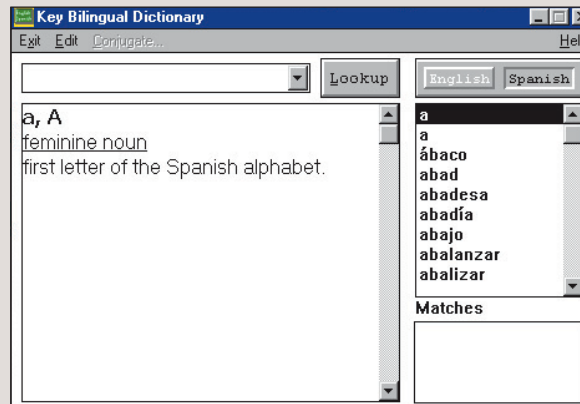 Key Bilingual Dictionary
Exit Edit Conjugate... Hel
Lookup
English Spanish
a, A
feminine noun
first letter of the Spanish alphabet.
a
a
ábaco
abad
abadesa
abadía
abajo
abalanzar
abalizar
Matches